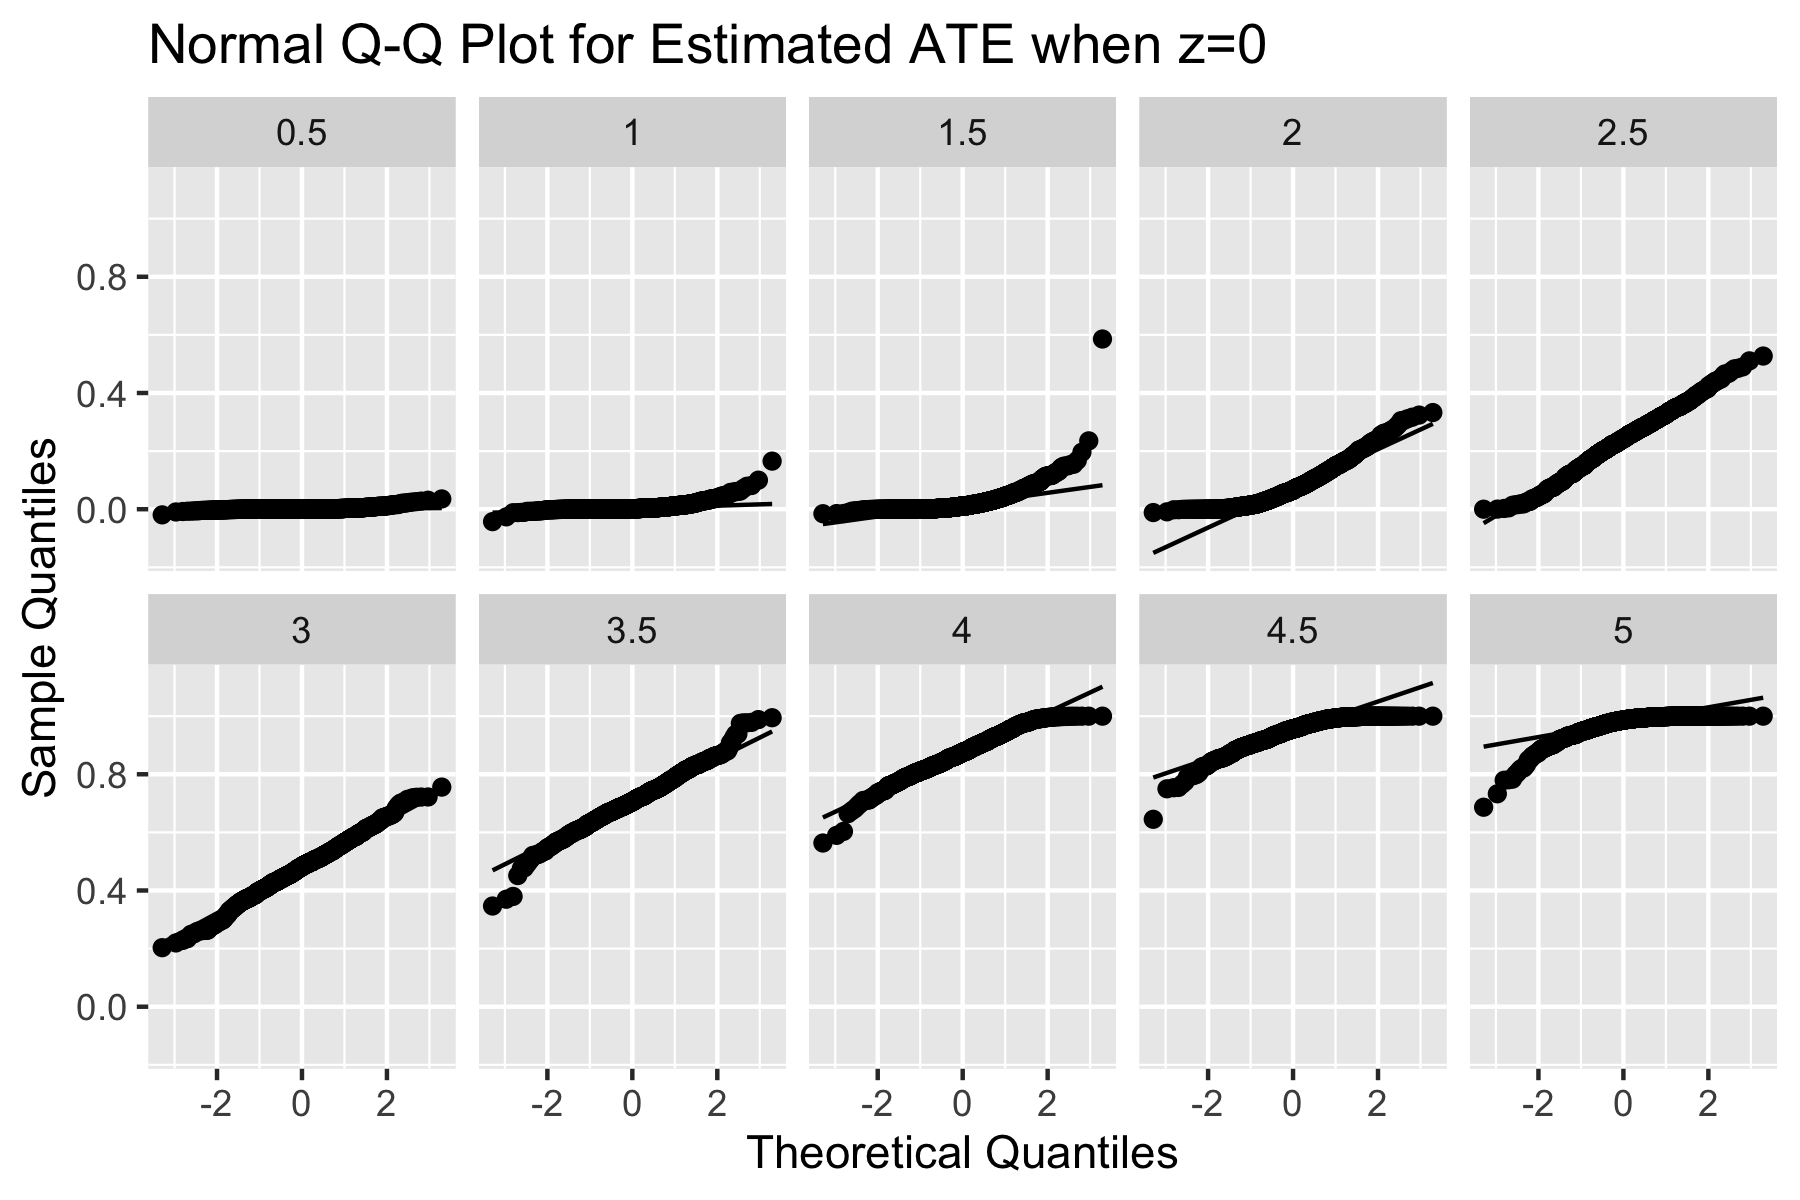 Normal Q-Q Plot for Estimated ATE when z=0
0.5 1 1.5 2 2.5
0.8
0.4
0.0
3 3.5 4 4.5 5
0.8
0.4
0.0
-2 0 2 -2 0 2 -2 0 2 -2 0 2 -2 0 2
Theoretical Quantiles
Sample Quantiles